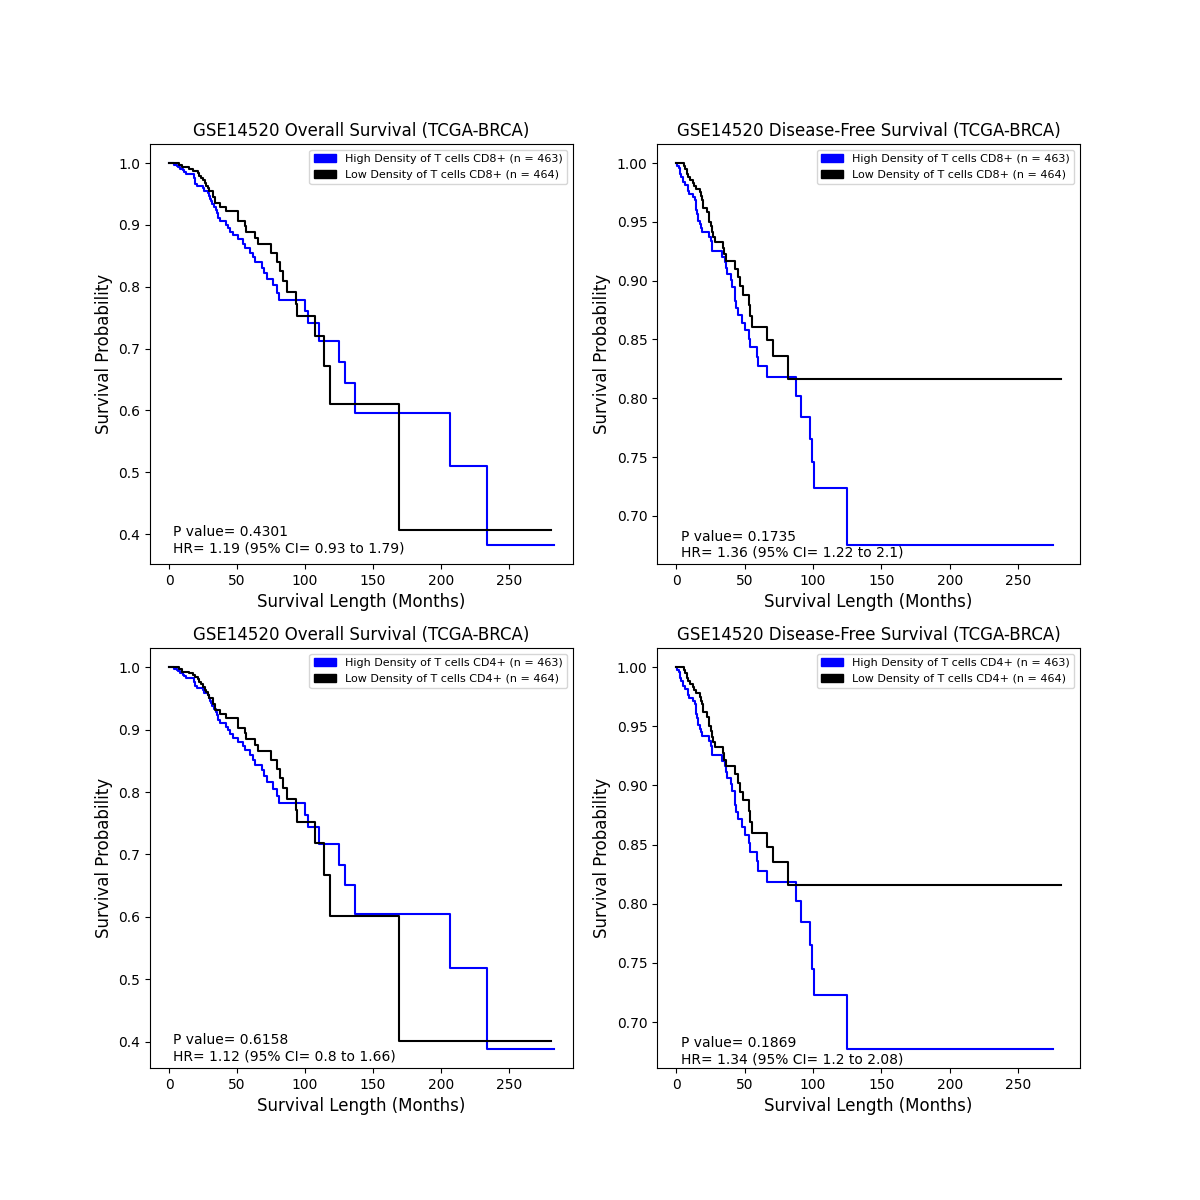 GSE14520 Overall Survival (TCGA-BRCA)
High Density of T cells CD8+ (n = 463)
Low Density of T cells CD8+ (n = 464)
1.0
0.9
0.8
0.7
0.6
0.5
0.4
Survival Probability
P value= 0.4301
HR= 1.19 (95% CI= 0.93 to 1.79)
0 50 100 150 200 250
Survival Length (Months)
GSE14520 Disease-Free Survival (TCGA-BRCA)
High Density of T cells CD8+ (n = 463)
Low Density of T cells CD8+ (n = 464)
1.00
0.95
0.90
0.85
0.80
0.75
0.70
Survival Probability
P value= 0.1735
HR= 1.36 (95% CI= 1.22 to 2.1)
0 50 100 150 200 250
Survival Length (Months)
GSE14520 Overall Survival (TCGA-BRCA)
High Density of T cells CD4+ (n = 463)
Low Density of T cells CD4+ (n = 464)
1.0
0.9
0.8
0.7
0.6
0.5
0.4
Survival Probability
P value= 0.6158
HR= 1.12 (95% CI= 0.8 to 1.66)
0 50 100 150 200 250
Survival Length (Months)
GSE14520 Disease-Free Survival (TCGA-BRCA)
High Density of T cells CD4+ (n = 463)
Low Density of T cells CD4+ (n = 464)
1.00
0.95
0.90
0.85
0.80
0.75
0.70
Survival Probability
P value= 0.1869
HR= 1.34 (95% CI= 1.2 to 2.08)
0 50 100 150 200 250
Survival Length (Months)